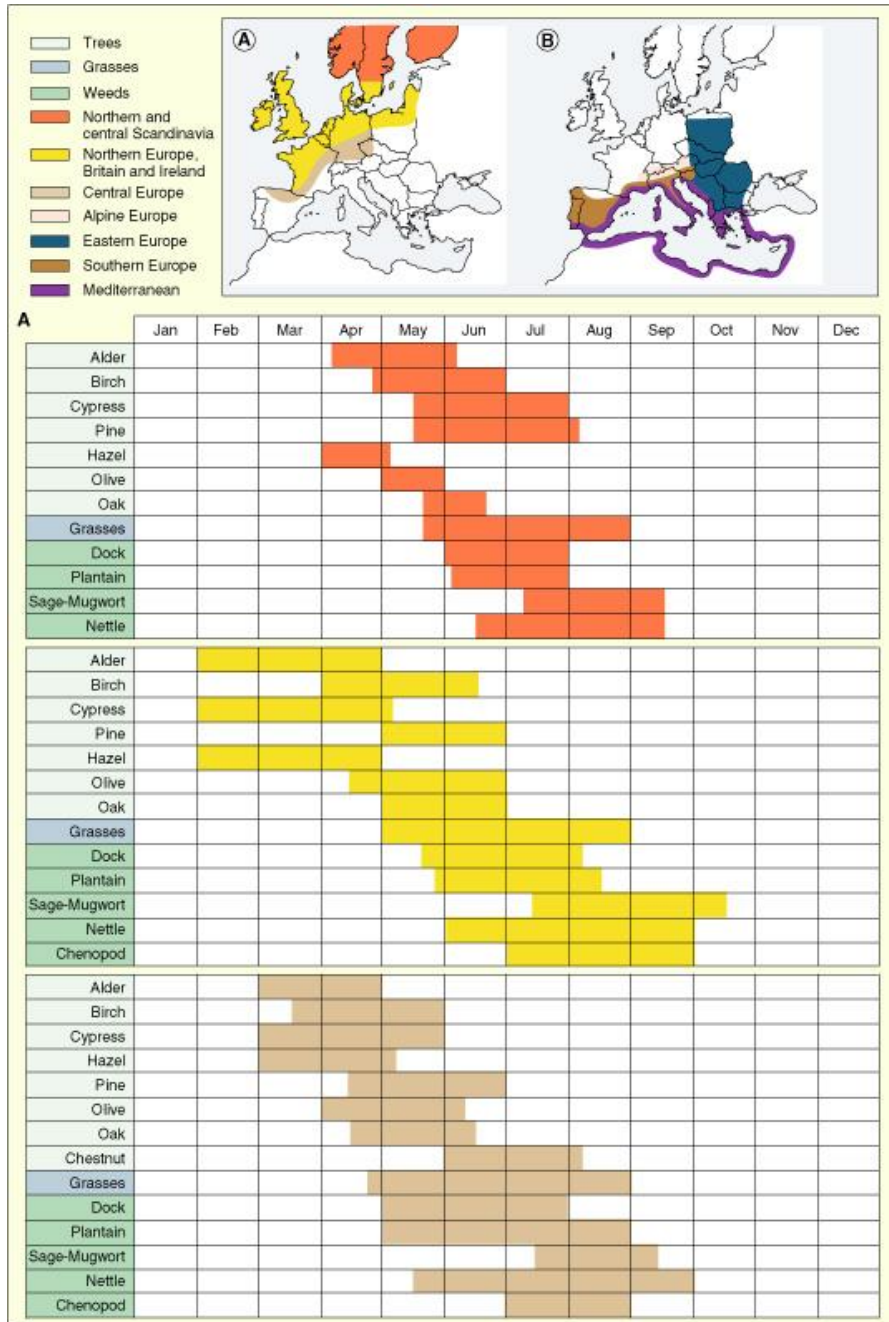 Trees
Grasses
Weeds
Northern and
central Scandinavia
Northern Europe,
Britain and Ireland
Central Europe
Alpine Europe
Eastern Europe
Southern Europe
Mediterranean
A
B
A
Jan Feb Mar Apr May Jun Jul Aug Sep Oct Nov Dec
Alder
Birch
Cypress
Pine
Hazel
Olive
Oak
Grasses
Dock
Plantain
Sage-Mugwort
Nettle
Alder
Birch
Cypress
Pine
Hazel
Olive
Oak
Grasses
Dock
Plantain
Sage-Mugwort
Nettle
Chenopod
Alder
Birch
Cypress
Hazel
Pine
Olive
Oak
Chestnut
Grasses
Dock
Plantain
Sage-Mugwort
Nettle
Chenopod